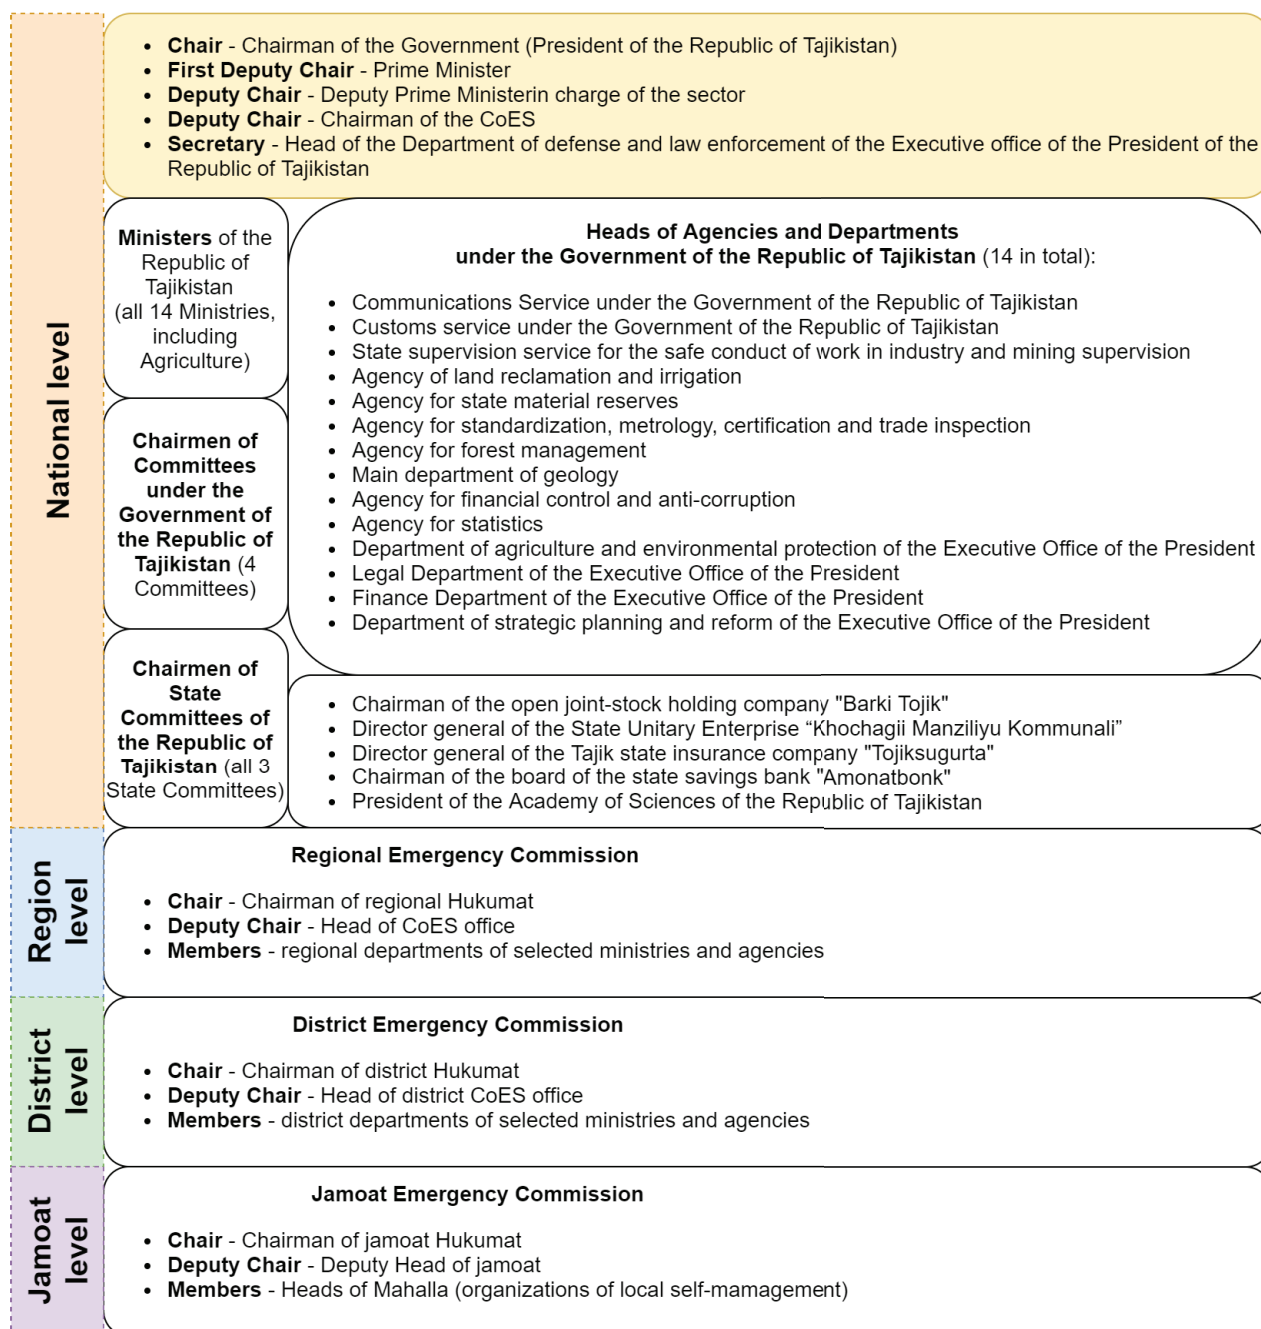 National level
• Chair - Chairman of the Government (President of the Republic of Tajikistan)
• First Deputy Chair - Prime Minister
• Deputy Chair - Deputy Prime Ministerin charge of the sector
• Deputy Chair - Chairman of the CoES
• Secretary - Head of the Department of defense and law enforcement of the Executive office of the President of the
Republic of Tajikistan
Ministers of the
Republic of
Tajikistan
(all 14 Ministries,
including
Agriculture)
Chairmen of
Committees
under the
Government of
the Republic of
Tajikistan (4
Committees)
Chairmen of
State
Committees of
the Republic of
Tajikistan (all 3
State Committees)
Heads of Agencies and Departments
under the Government of the Republic of Tajikistan (14 in total):
• Communications Service under the Government of the Republic of Tajikistan
• Customs service under the Government of the Republic of Tajikistan
• State supervision service for the safe conduct of work in industry and mining supervision
• Agency of land reclamation and irrigation
• Agency for state material reserves
• Agency for standardization, metrology, certification and trade inspection
• Agency for forest management
• Main department of geology
• Agency for financial control and anti-corruption
• Agency for statistics
• Department of agriculture and environmental protection of the Executive Office of the President
• Legal Department of the Executive Office of the President
• Finance Department of the Executive Office of the President
• Department of strategic planning and reform of the Executive Office of the President
• Chairman of the open joint-stock holding company "Barki Tojik"
• Director general of the State Unitary Enterprise “Khochagii Manziliyu Kommunali”
• Director general of the Tajik state insurance company "Tojiksugurta"
• Chairman of the board of the state savings bank "Amonatbonk"
• President of the Academy of Sciences of the Republic of Tajikistan
Region
level
Regional Emergency Commission
• Chair - Chairman of regional Hukumat
• Deputy Chair - Head of CoES office
• Members - regional departments of selected ministries and agencies
District
level
District Emergency Commission
• Chair - Chairman of district Hukumat
• Deputy Chair - Head of district CoES office
• Members - district departments of selected ministries and agencies
Jamoat
level
Jamoat Emergency Commission
• Chair - Chairman of jamoat Hukumat
• Deputy Chair - Deputy Head of jamoat
• Members - Heads of Mahalla (organizations of local self-mamagement)